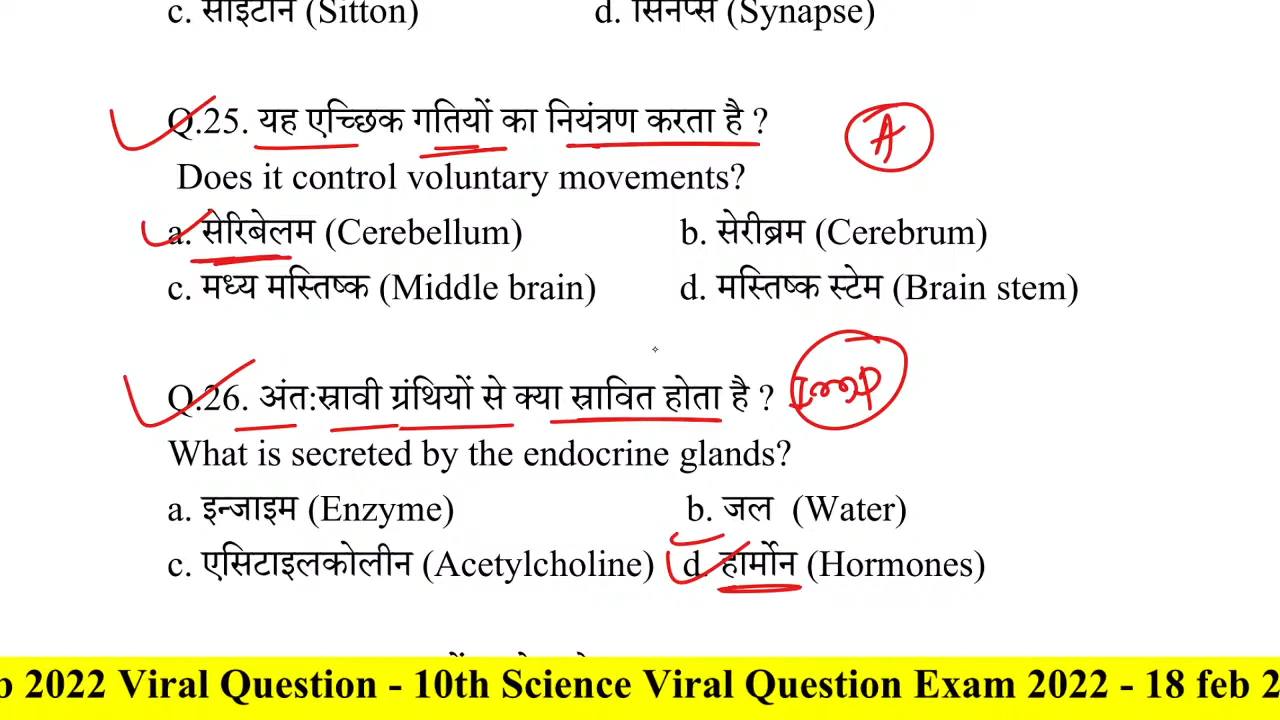 c. साइटॉन (Sitton) d. सिनेप्स (Synapse)
Q.25. यह एच्छिक गतियों का नियंत्रण करता है ? A
Does it control voluntary movements?
a. सेरिबेलम (Cerebellum) b. सेरीब्रम (Cerebrum)
c. मध्य मस्तिष्क (Middle brain) d. मस्तिष्क स्टेम (Brain stem)
Q.26. अंत:स्रावी ग्रंथियों से क्या स्रावित होता है ? Imp
What is secreted by the endocrine glands?
a. इन्जाइम (Enzyme) b. जल (Water)
c. एसिटाइलकोलीन (Acetylcholine) d. हार्मोन (Hormones)
2022 Viral Question - 10th Science Viral Question Exam 2022 - 18 feb 2